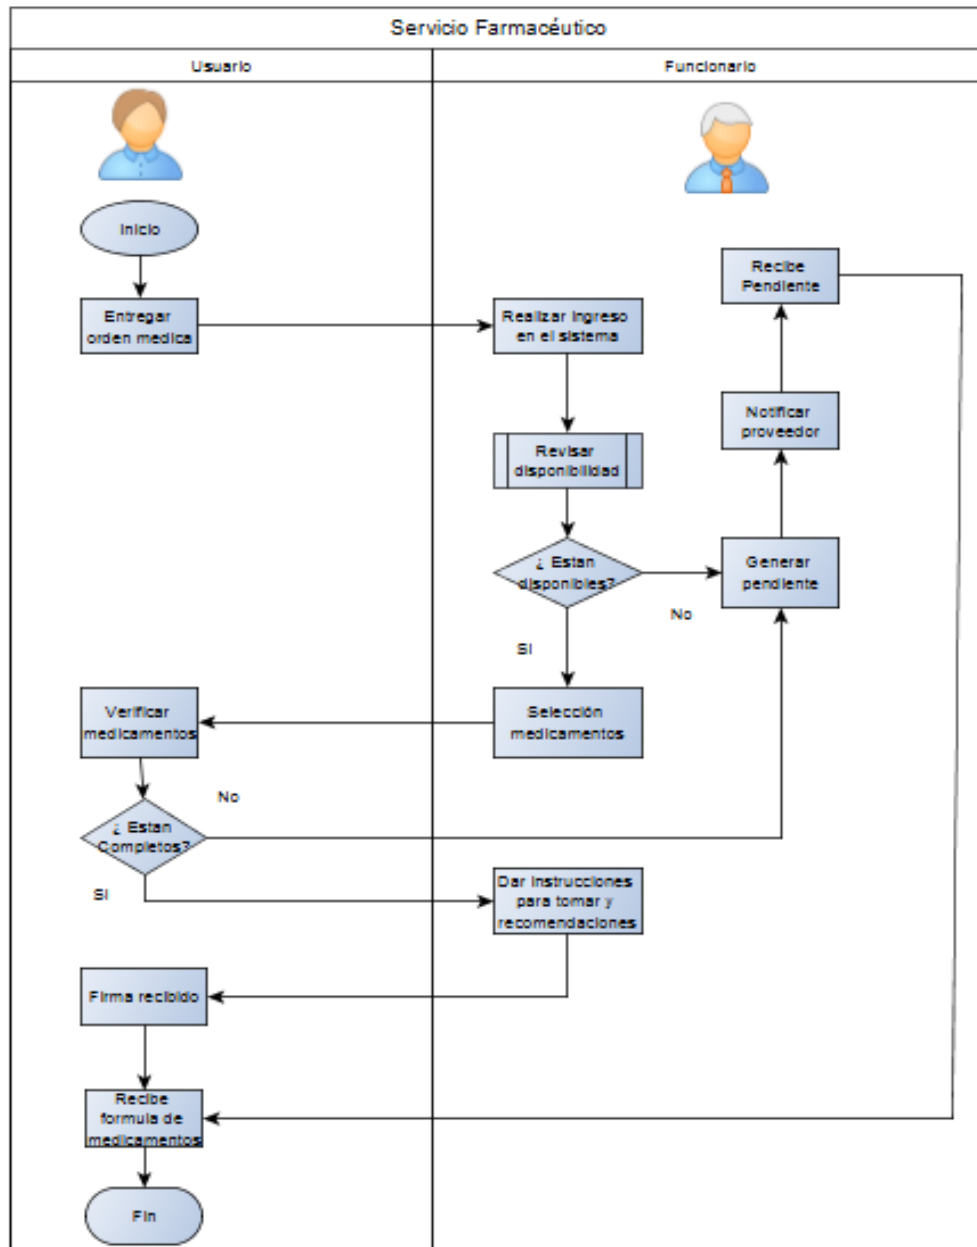 Servicio Farmacéutico
Usuario
Funcionario
Inicio
Recibe
Pendiente
Entregar
orden medica
Realizar ingreso
en el sistema
Notificar
proveedor
Revisar
disponibilidad
¿ Estan
disponibles?
Generar
pendiente
No
Si
Verificar
medicamentos
Selección
medicamentos
No
¿ Estan
Completos?
Si
Dar instrucciones
para tomar y
recomendaciones
Firma recibido
Recibe
formula de
medicamentos
Fin